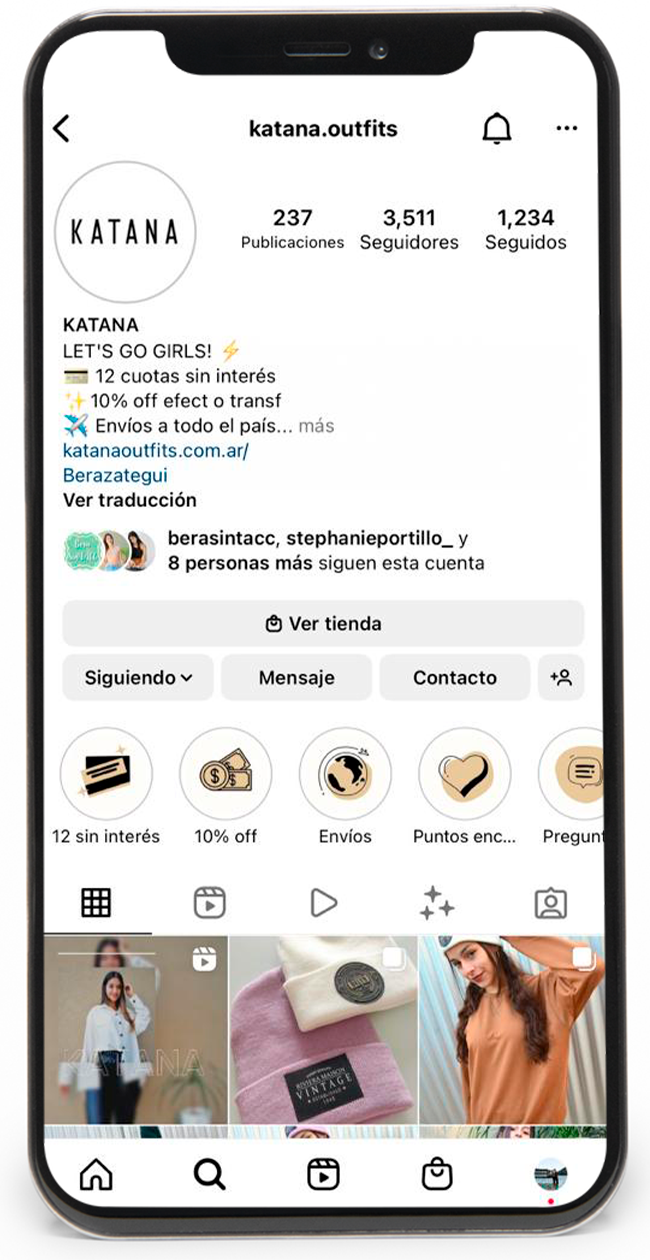 katana.outfits
KATANA
237
3,511
1,234
Publicaciones
Seguidores
Seguidos
KATANA
LET'S GO GIRLS! ⚡
💳 12 cuotas sin interés
✨10% off efect o transf
✈️ Envíos a todo el país... más
katanaoutfits.com.ar/
Berazategui
Ver traducción
berasintacc, stephanieportillo_ y
8 personas más siguen esta cuenta
Ver tienda
Siguiendo
Mensaje
Contacto
12 sin interés
10% off
Envíos
Puntos enc...
Pregunt
KATANA
RIVIERA MAISON
VINTAGE
ESTABLISHED
1948